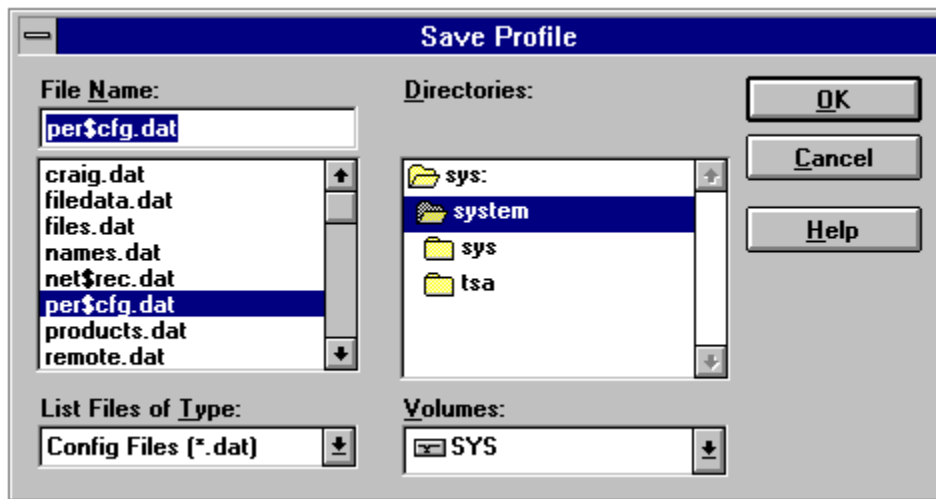 Save Profile
File Name:
per$cfg.dat
craig.dat
filedata.dat
files.dat
names.dat
net$rec.dat
per$cfg.dat
products.dat
remote.dat
List Files of Type:
Config Files (*.dat)
Directories:
sys:
system
sys
tsa
Volumes:
SYS
OK
Cancel
Help